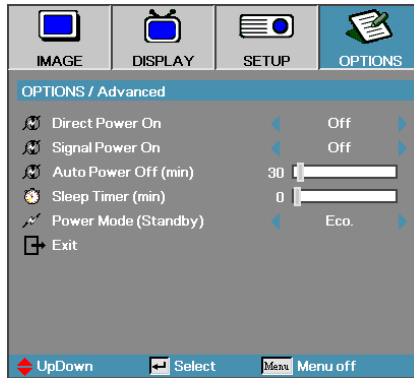 IMAGE DISPLAY SETUP OPTIONS
OPTIONS / Advanced
Direct Power On Off
Signal Power On Off
Auto Power Off (min) 30
Sleep Timer (min) 0
Power Mode (Standby) Eco.
Exit
UpDown Select Menu Menu off